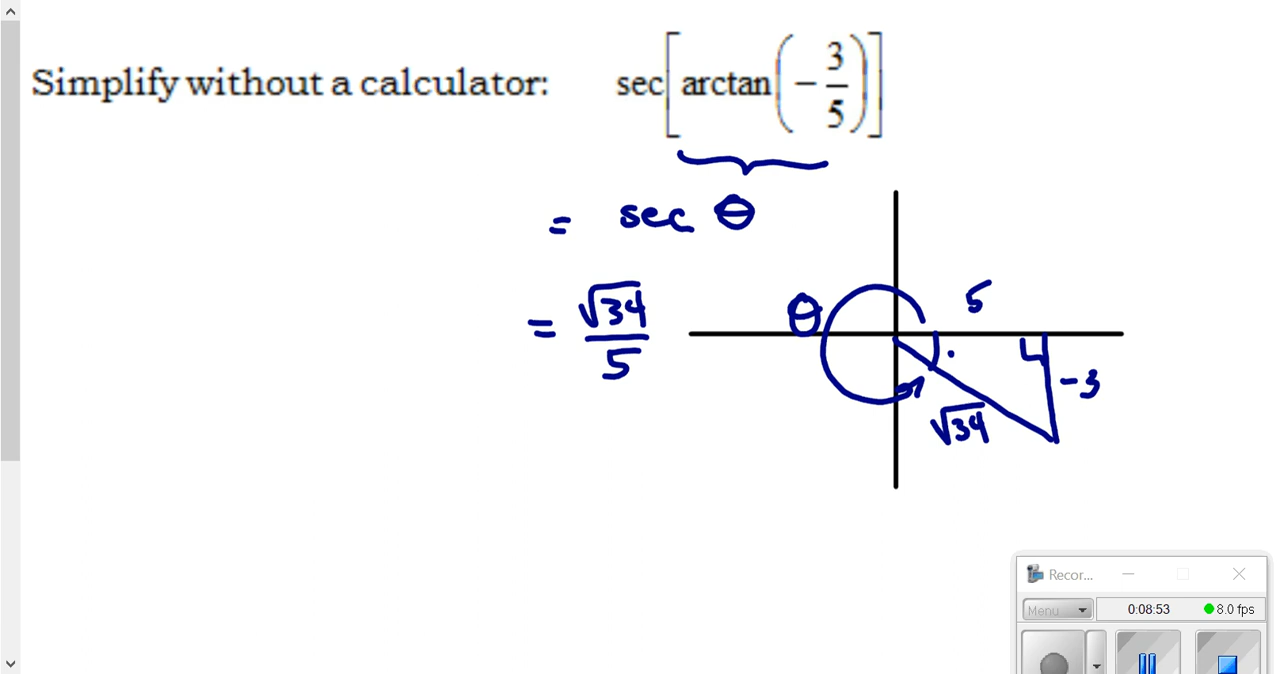 Simplify without a calculator: sec[arctan(−3/5)]
= sec θ
= √34/5
θ
5
-3
√34
Recor...
Menu
0:08:53
8.0 fps